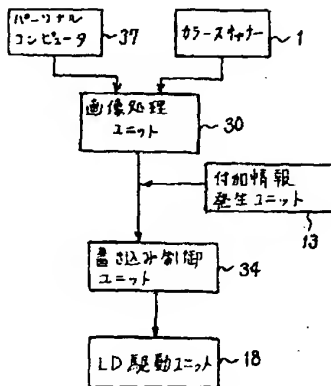 パーソナル
コンピュータ
37
カラースキャナー
1
画像処理
ユニット
30
付加情報
発生ユニット
13
書き込み制御
ユニット
34
LD駆動ユニット
18